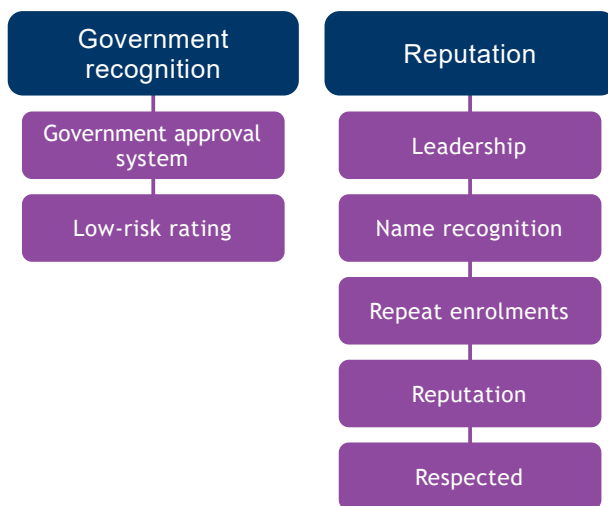 Government
recognition
Government approval
system
Low-risk rating
Reputation
Leadership
Name recognition
Repeat enrolments
Reputation
Respected